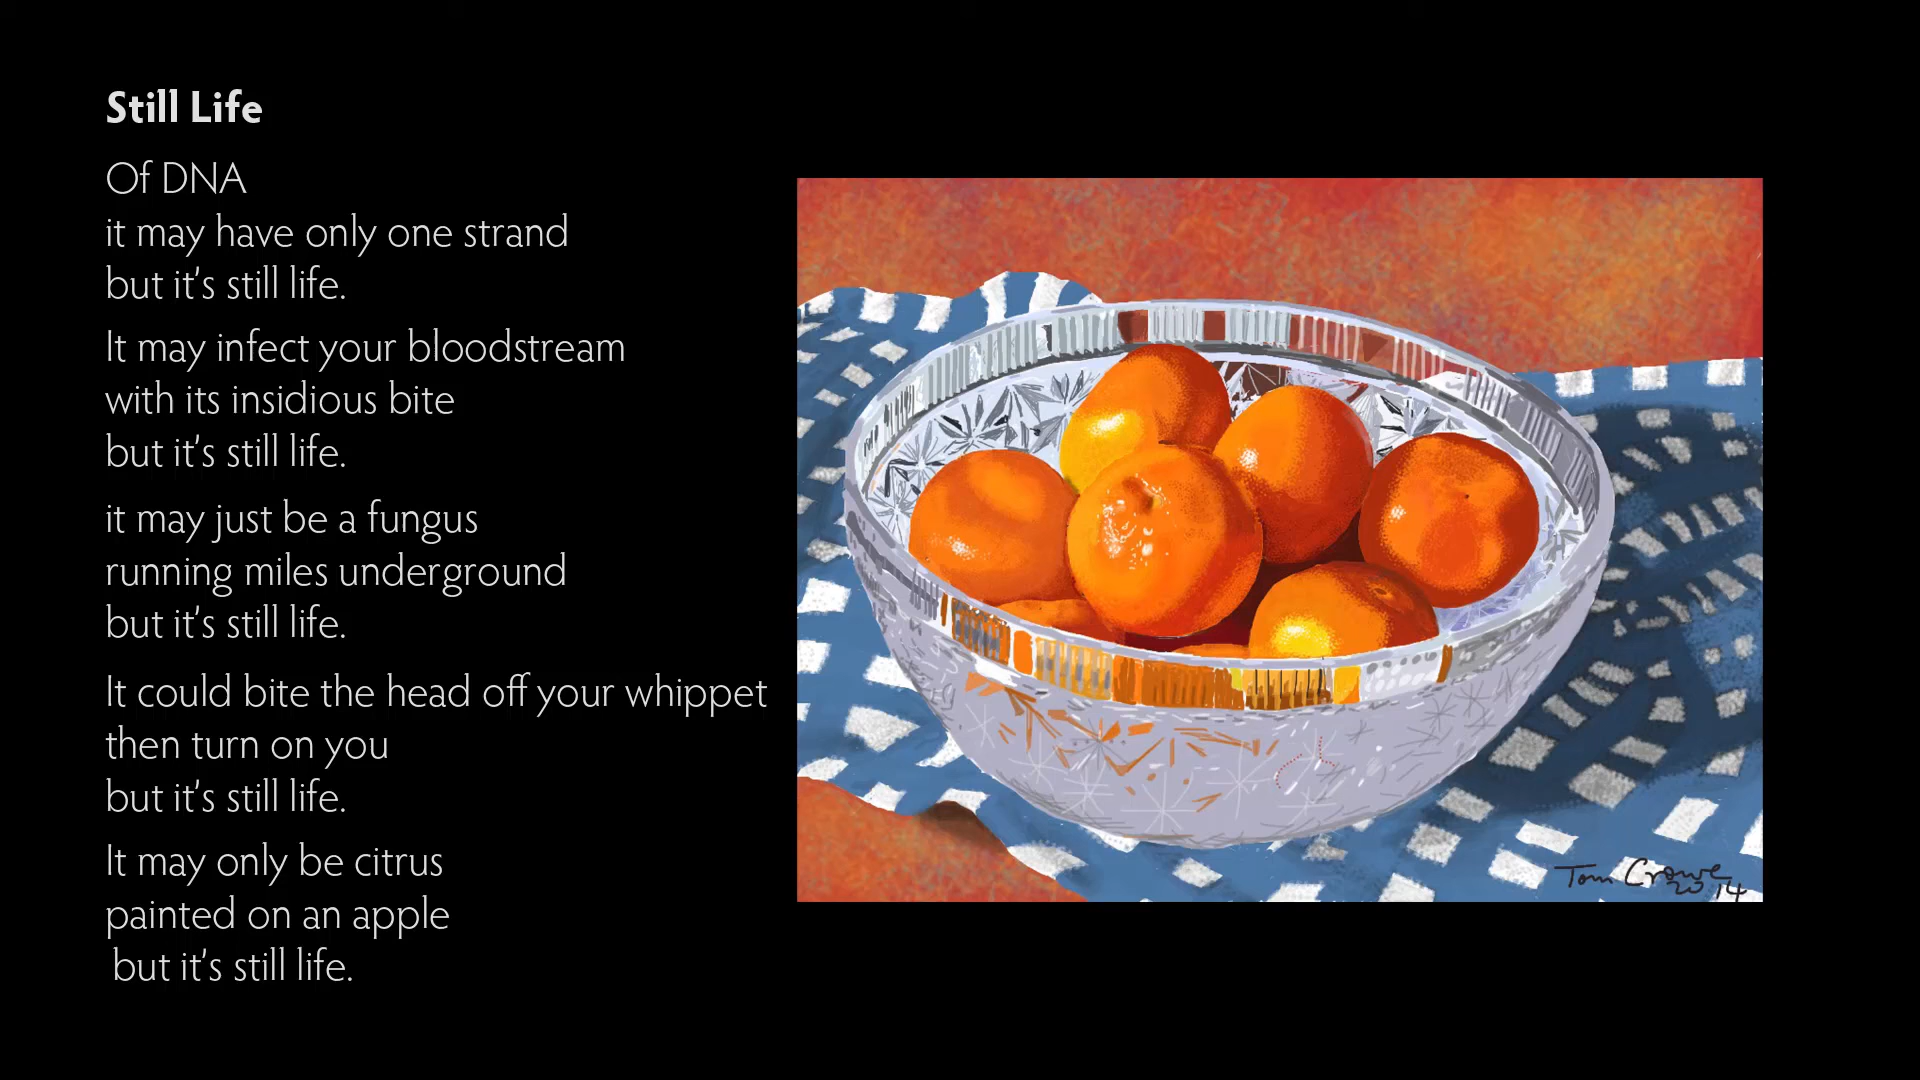 Still Life
Of DNA
it may have only one strand
but it's still life.
It may infect your bloodstream
with its insidious bite
but it's still life.
it may just be a fungus
running miles underground
but it's still life.
It could bite the head off your whippet
then turn on you
but it's still life.
It may only be citrus
painted on an apple
but it's still life.
Tom Crowe
2014